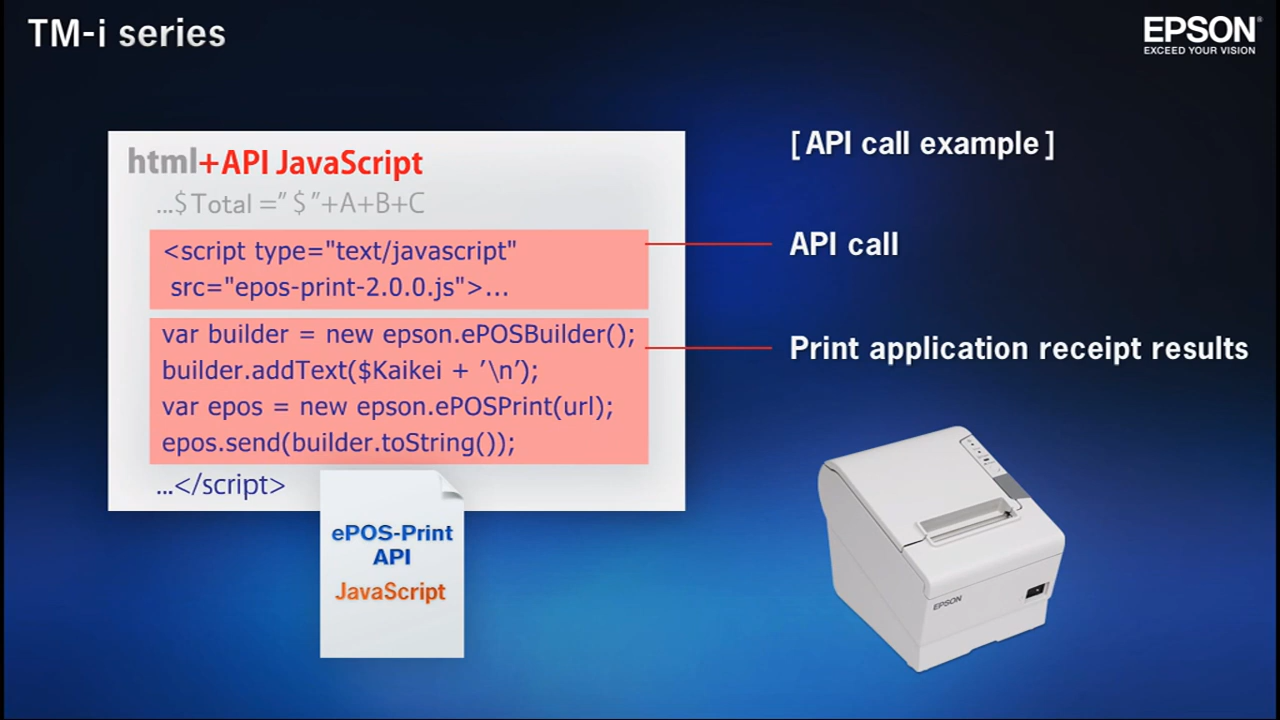 TM-i series
EPSON®
EXCEED YOUR VISION
html+API JavaScript
...$Total =”$”+A+B+C
<script type="text/javascript"
src="epos-print-2.0.0.js">...
var builder = new epson.ePOSBuilder();
builder.addText($Kaikei + ’\n’);
var epos = new epson.ePOSPrint(url);
epos.send(builder.toString());
...</script>
ePOS-Print
API
JavaScript
[API call example]
API call
Print application receipt results
EPSON